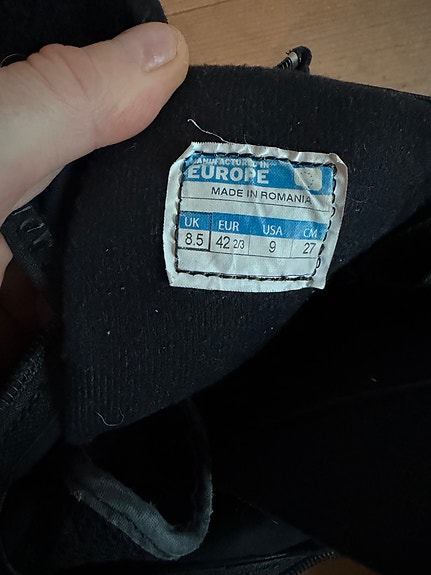 MANUFACTURED IN
EUROPE
MADE IN ROMANIA
UK EUR USA CM
8.5 42 2/3 9 27